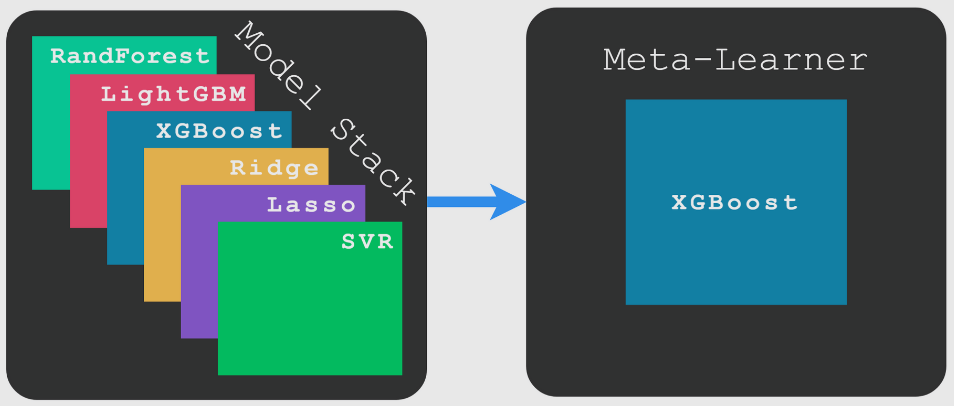 RandForest
LightGBM
XGBoost
Ridge
Lasso
SVR
Model Stack
Meta-Learner
XGBoost